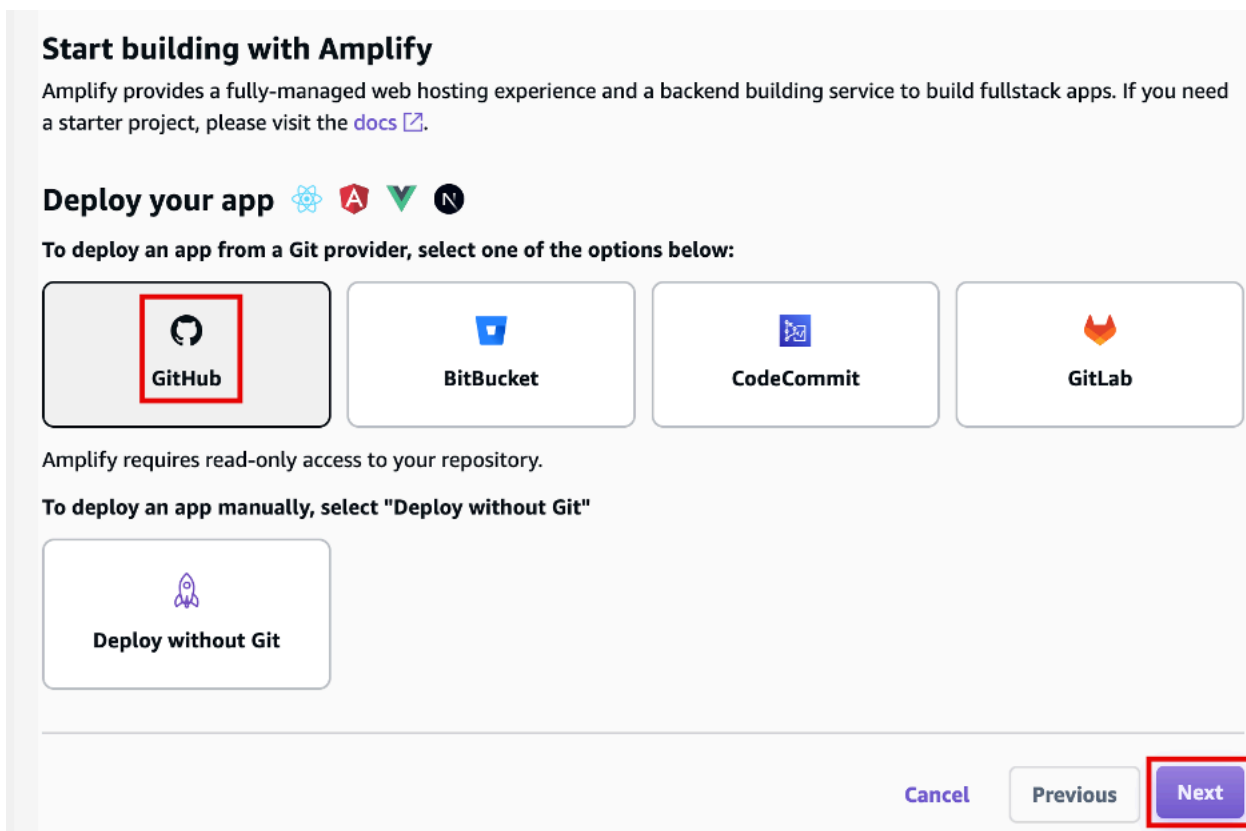 Start building with Amplify
Amplify provides a fully-managed web hosting experience and a backend building service to build fullstack apps. If you need
a starter project, please visit the docs.
Deploy your app
To deploy an app from a Git provider, select one of the options below:
GitHub
BitBucket
CodeCommit
GitLab
Amplify requires read-only access to your repository.
To deploy an app manually, select "Deploy without Git"
Deploy without Git
Cancel
Previous
Next